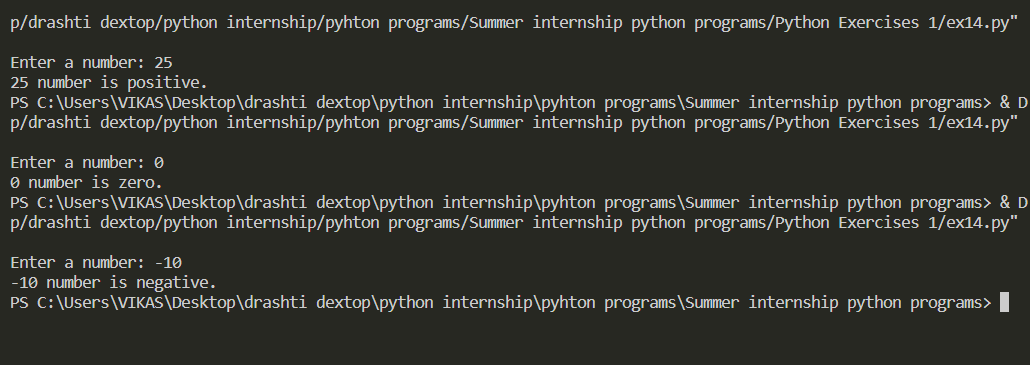 p/drashti dextop/python internship/pyhton programs/Summer internship python programs/Python Exercises 1/ex14.py"
Enter a number: 25
25 number is positive.
PS C:\Users\VIKAS\Desktop\drashti dextop\python internship\pyhton programs\Summer internship python programs> & D
p/drashti dextop/python internship/pyhton programs/Summer internship python programs/Python Exercises 1/ex14.py"
Enter a number: 0
0 number is zero.
PS C:\Users\VIKAS\Desktop\drashti dextop\python internship\pyhton programs\Summer internship python programs> & D
p/drashti dextop/python internship/pyhton programs/Summer internship python programs/Python Exercises 1/ex14.py"
Enter a number: -10
-10 number is negative.
PS C:\Users\VIKAS\Desktop\drashti dextop\python internship\pyhton programs\Summer internship python programs>